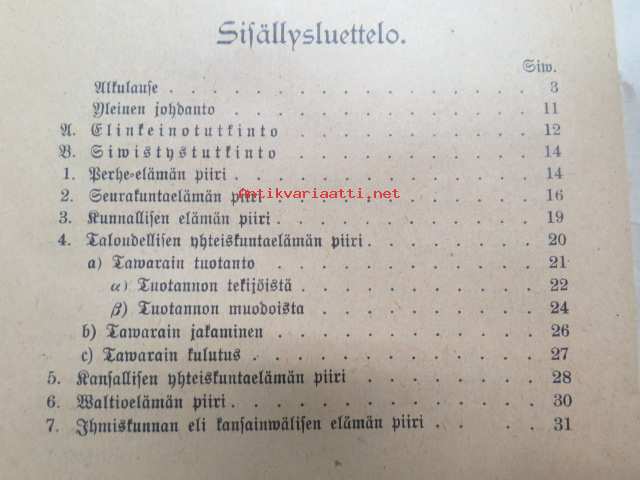 Sisällysluettelo.
Siw.
Alkulause . . . . . . . . . . . . . . 3
Yleinen johdanto . . . . . . . . . . . . 11
A. Elinkeinotutkinto . . . . . . . . . . 12
B. Siwistystutkinto . . . . . . . . . . 14
1. Perhe-elämän piiri . . . . . . . . . . 14
2. Seurakuntaelämän piiri . . . . . . . . . 16
antikvariaatti.net
3. Kunnallisen elämän piiri . . . . . . . . 19
4. Taloudellisen yhteiskuntaelämän piiri . . . . . . 20
a) Tawarain tuotanto . . . . . . . . . 21
α) Tuotannon tekijöistä . . . . . . . . 22
β) Tuotannon muodoista . . . . . . . . 24
b) Tawarain jakaminen . . . . . . . . . 26
c) Tawarain kulutus . . . . . . . . . . 27
5. Kansallisen yhteiskuntaelämän piiri . . . . . . 28
6. Waltioelämän piiri . . . . . . . . . . 30
7. Ihmiskunnan eli kansainwälisen elämän piiri . . . . 31